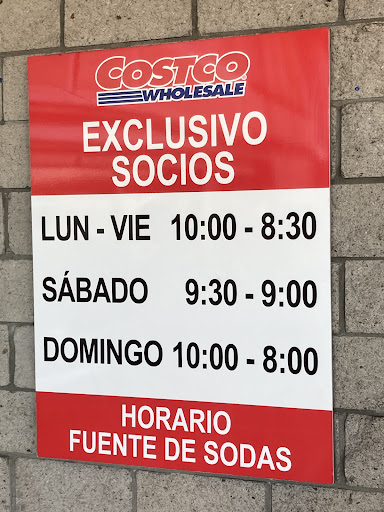 COSTCO
WHOLESALE
EXCLUSIVO
SOCIOS
LUN - VIE 10:00 - 8:30
SÁBADO 9:30 - 9:00
DOMINGO 10:00 - 8:00
HORARIO
FUENTE DE SODAS